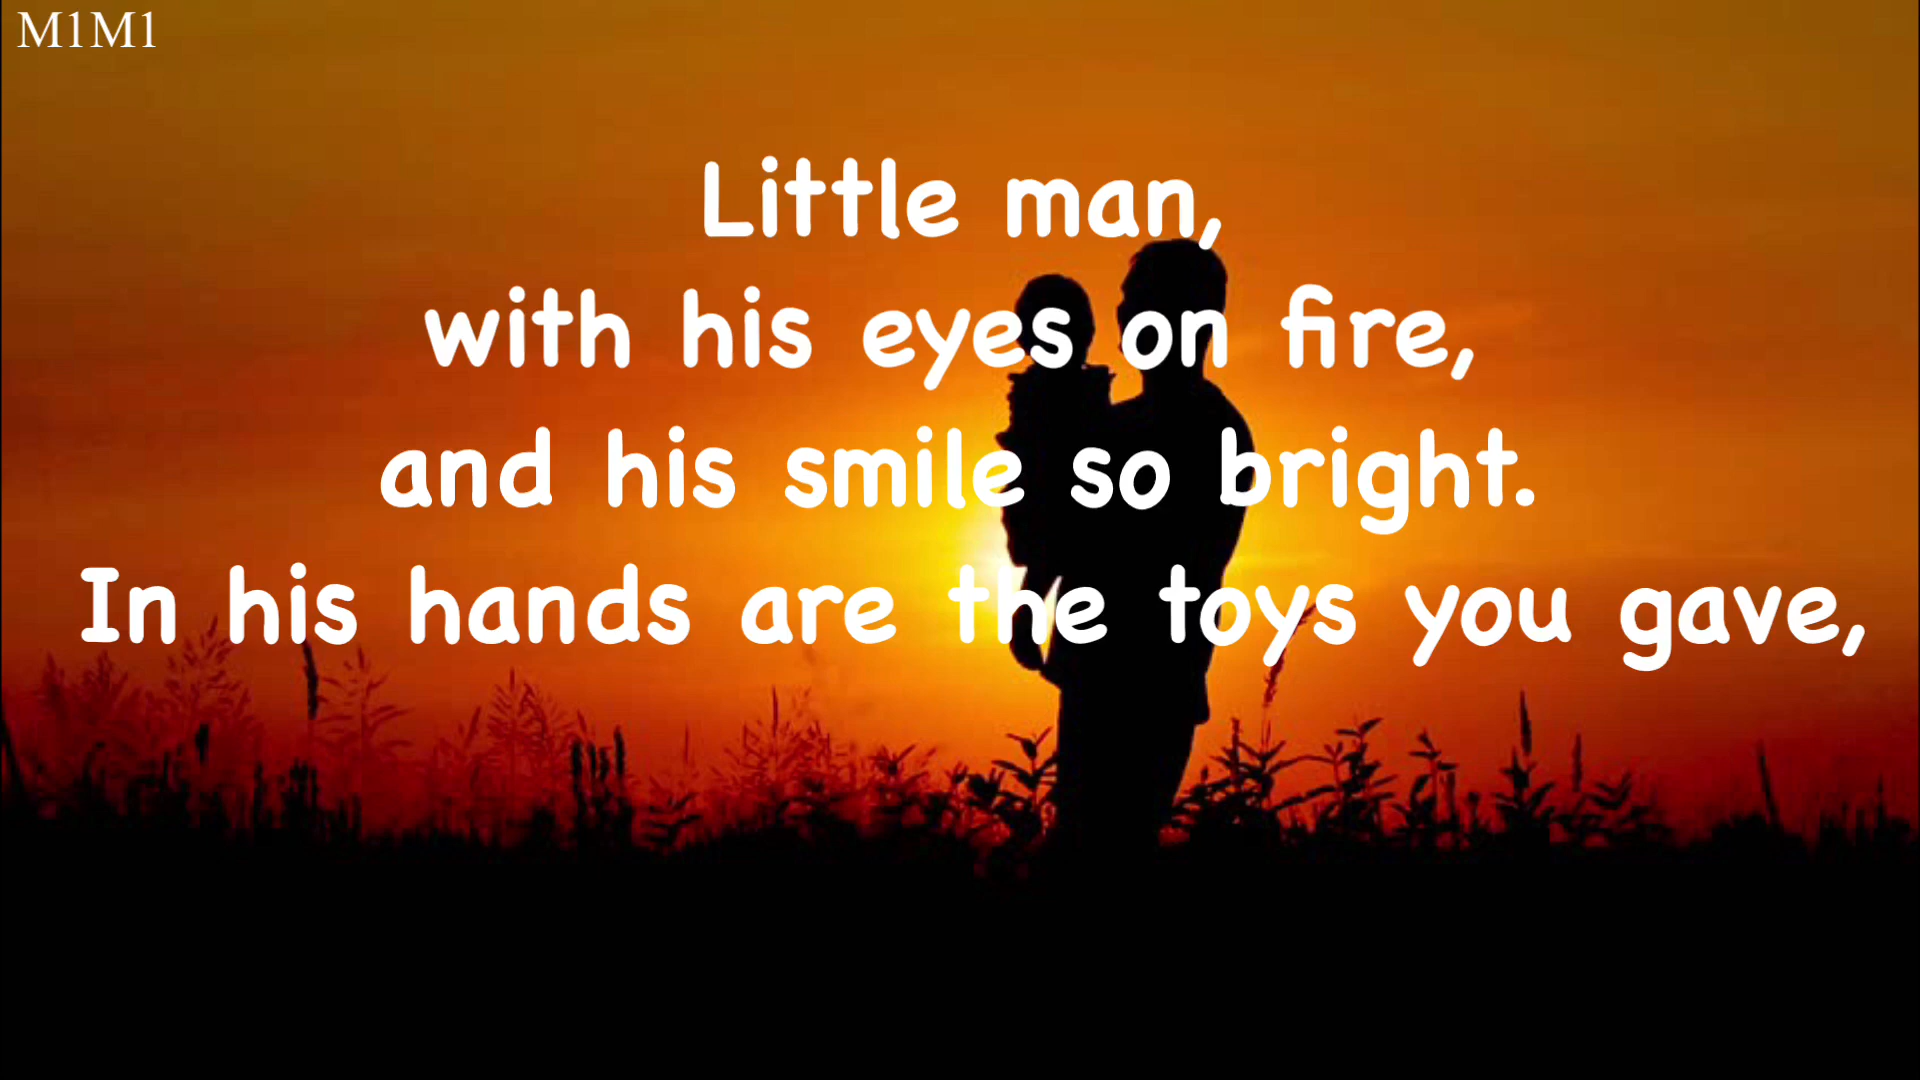 M1M1
Little man,
with his eyes on fire,
and his smile so bright.
In his hands are the toys you gave,